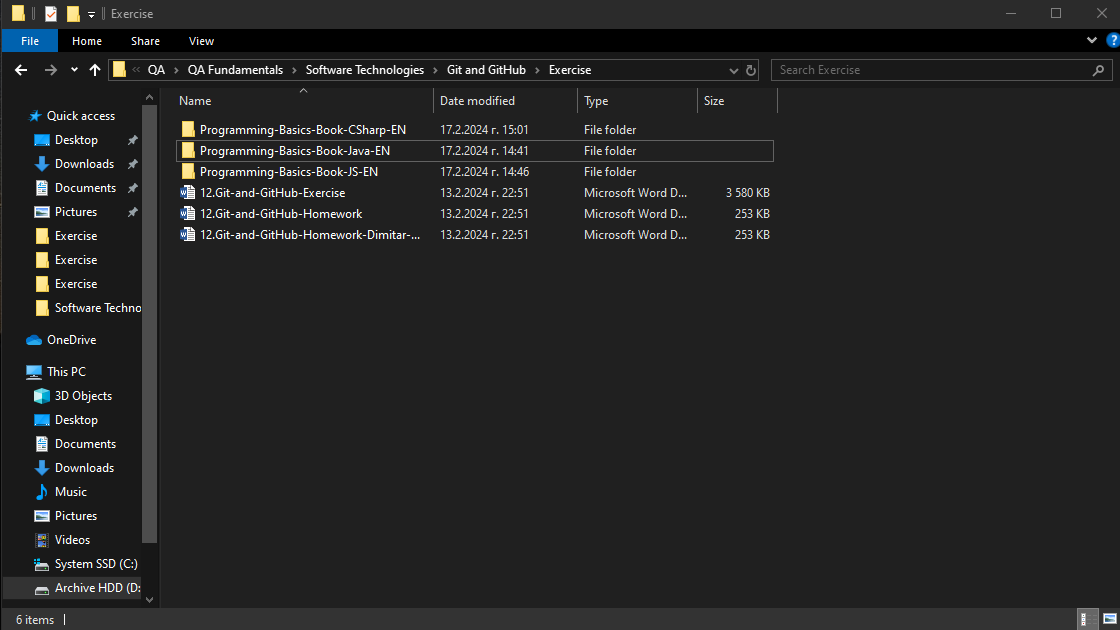 Exercise
File Home Share View
« QA › QA Fundamentals › Software Technologies › Git and GitHub › Exercise
Search Exercise
Name Date modified Type Size
Programming-Basics-Book-CSharp-EN 17.2.2024 г. 15:01 File folder
Programming-Basics-Book-Java-EN 17.2.2024 г. 14:41 File folder
Programming-Basics-Book-JS-EN 17.2.2024 г. 14:46 File folder
12.Git-and-GitHub-Exercise 13.2.2024 г. 22:51 Microsoft Word D... 3 580 KB
12.Git-and-GitHub-Homework 13.2.2024 г. 22:51 Microsoft Word D... 253 KB
12.Git-and-GitHub-Homework-Dimitar-... 13.2.2024 г. 22:51 Microsoft Word D... 253 KB
Quick access
Desktop
Downloads
Documents
Pictures
Exercise
Exercise
Exercise
Software Techno
OneDrive
This PC
3D Objects
Desktop
Documents
Downloads
Music
Pictures
Videos
System SSD (C:)
Archive HDD (D:
6 items